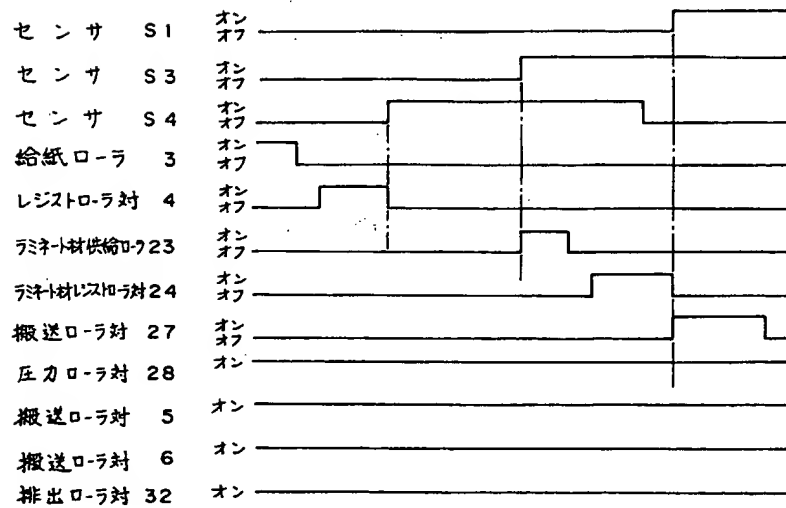 センサ S1 オン
オフ
センサ S3 オン
オフ
センサ S4 オン
オフ
給紙ローラ 3 オン
オフ
レジストローラ対 4 オン
オフ
ラミネート材供給ローラ23 オン
オフ
ラミネート材レジストローラ対24 オン
オフ
搬送ローラ対 27 オン
オフ
圧力ローラ対 28 オン
搬送ローラ対 5 オン
搬送ローラ対 6 オン
排出ローラ対 32 オン